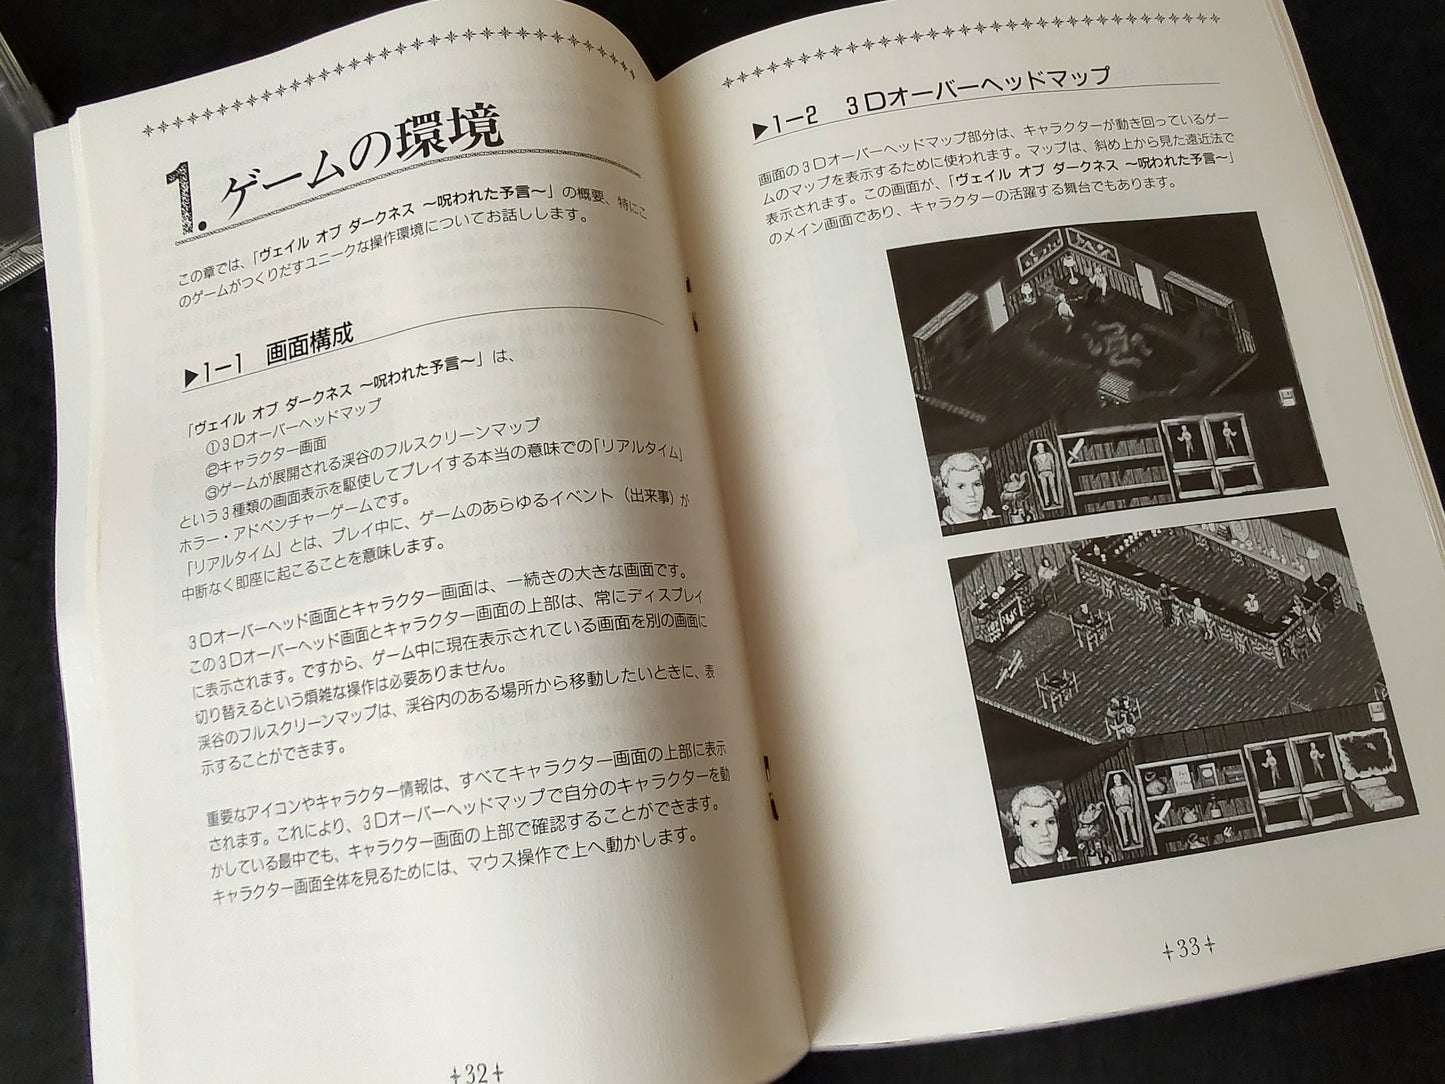 1. ゲームの環境
この章では、「ヴェイル オブ ダークネス ～呪われた予言～」の概要、特にこ
のゲームがつくりだすユニークな操作環境についてお話しします。
▶1－1 画面構成
「ヴェイル オブ ダークネス ～呪われた予言～」は、
①3Dオーバーヘッドマップ
②キャラクター画面
③ゲームが展開される渓谷のフルスクリーンマップ
という3種類の画面表示を駆使してプレイする本当の意味での「リアルタイム」
ホラー・アドベンチャーゲームです。
「リアルタイム」とは、プレイ中に、ゲームのあらゆるイベント（出来事）が
中断なく即座に起こることを意味します。
3Dオーバーヘッド画面とキャラクター画面は、一続きの大きな画面です。
この3Dオーバーヘッド画面とキャラクター画面の上部は、常にディスプレイ
に表示されます。ですから、ゲーム中に現在表示されている画面を別の画面に
切り替えるという煩雑な操作は必要ありません。
渓谷のフルスクリーンマップは、渓谷内のある場所から移動したいときに、表
示することができます。
重要なアイコンやキャラクター情報は、すべてキャラクター画面の上部に表示
されます。これにより、3Dオーバーヘッドマップで自分のキャラクターを動
かしている最中でも、キャラクター画面の上部で確認することができます。
キャラクター画面全体を見るためには、マウス操作で上へ動かします。
32
▶1－2 3Dオーバーヘッドマップ
画面の3Dオーバーヘッドマップ部分は、キャラクターが動き回っているゲー
ムのマップを表示するために使われます。マップは、斜め上から見た遠近法で
表示されます。この画面が、「ヴェイル オブ ダークネス ～呪われた予言～」
のメイン画面であり、キャラクターの活躍する舞台でもあります。
33